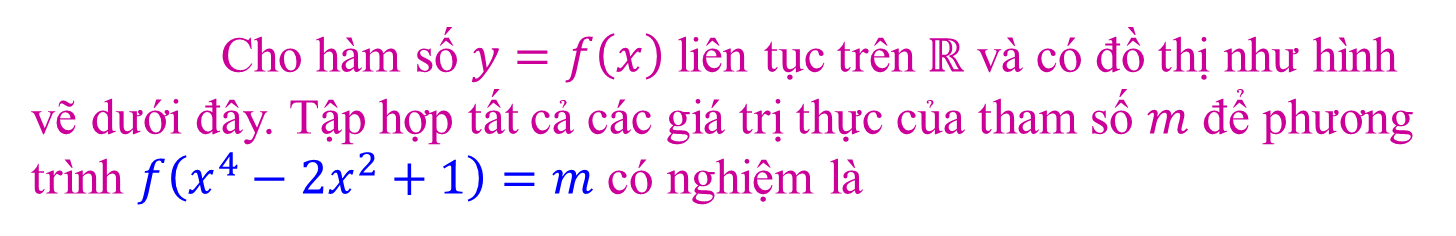 Cho hàm số y = f(x) liên tục trên ℝ và có đồ thị như hình
vẽ dưới đây. Tập hợp tất cả các giá trị thực của tham số m để phương
trình f(x⁴ − 2x² + 1) = m có nghiệm là